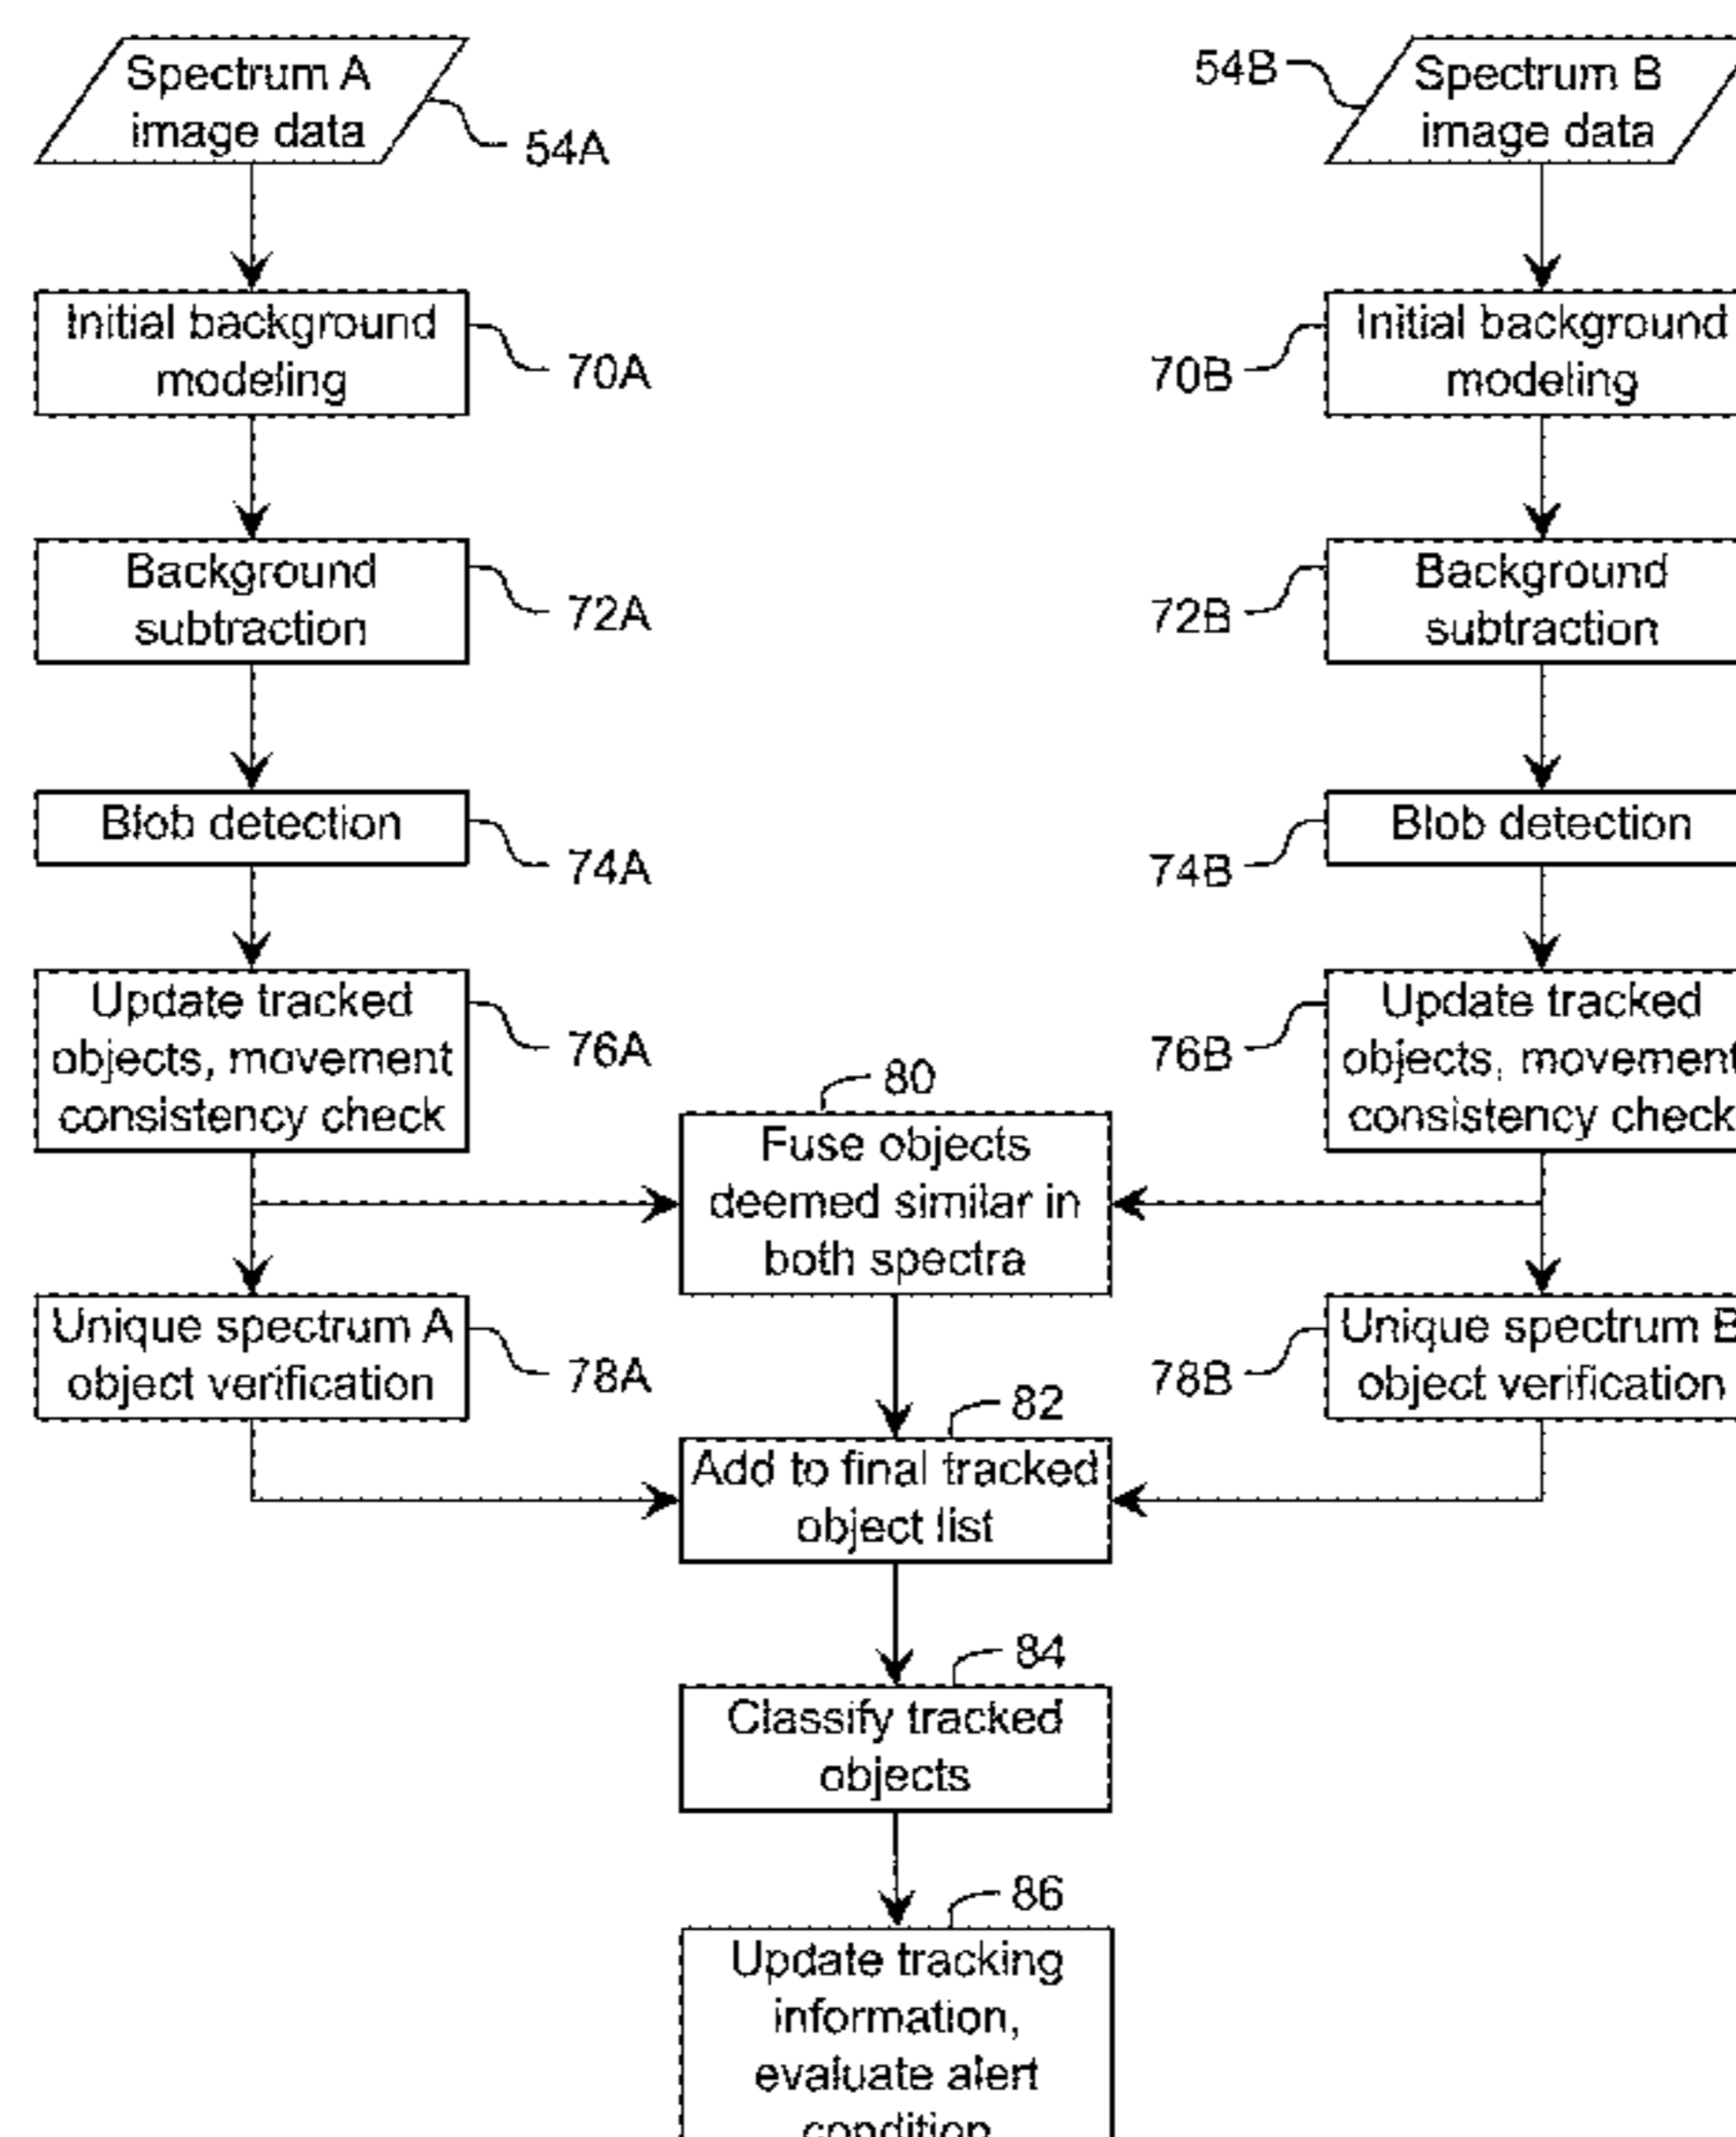 Spectrum A
image data
54A
54B
Spectrum B
image data
Initial background
modeling
70A
70B
Initial background
modeling
Background
subtraction
72A
72B
Background
subtraction
Blob detection
74A
74B
Blob detection
Update tracked
objects, movement
consistency check
76A
76B
Update tracked
objects, movement
consistency check
80
Fuse objects
deemed similar in
both spectra
Unique spectrum A
object verification
78A
78B
Unique spectrum B
object verification
82
Add to final tracked
object list
84
Classify tracked
objects
86
Update tracking
information,
evaluate alert
condition